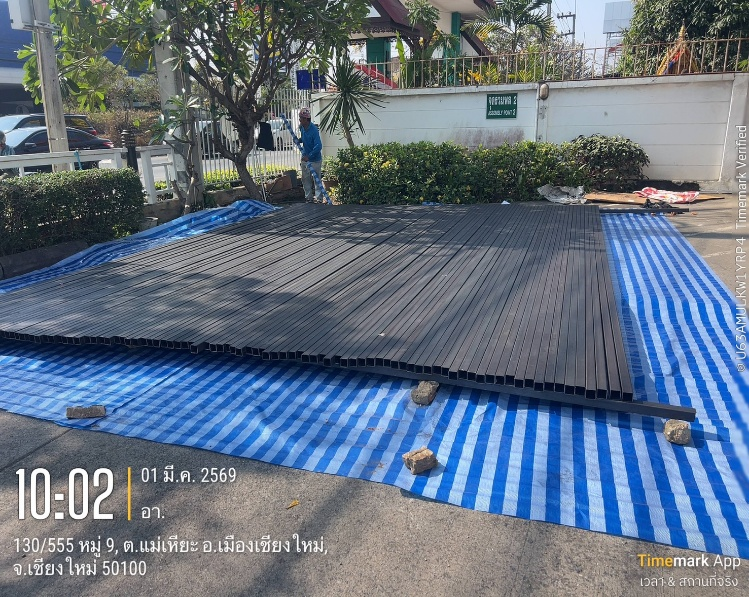 จุดรวมพล 2
ASSEMBLY POINT 2
10:02
01 มี.ค. 2569
อา.
130/555 หมู่ 9, ต.แม่เหียะ อ.เมืองเชียงใหม่,
จ.เชียงใหม่ 50100
Timemark App
เวลา & สถานที่จริง
©U63AMULKW1YRP4 Timemark Verified